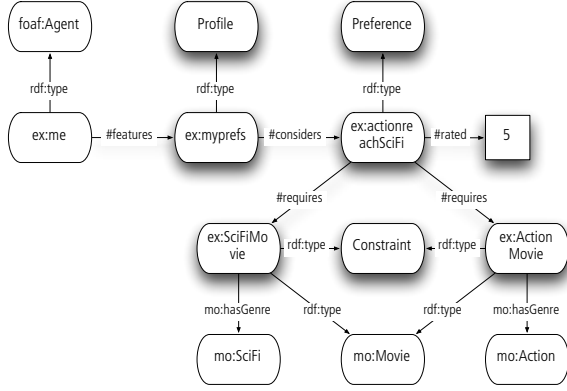 foaf:Agent
Profile
Preference
rdf:type
rdf:type
rdf:type
ex:me
#features
ex:myprefs
#considers
ex:actionre
achSciFi
#rated
5
#requires
#requires
ex:SciFiMo
vie
rdf:type
Constraint
rdf:type
ex:Action
Movie
mo:hasGenre
rdf:type
rdf:type
mo:hasGenre
mo:SciFi
mo:Movie
mo:Action